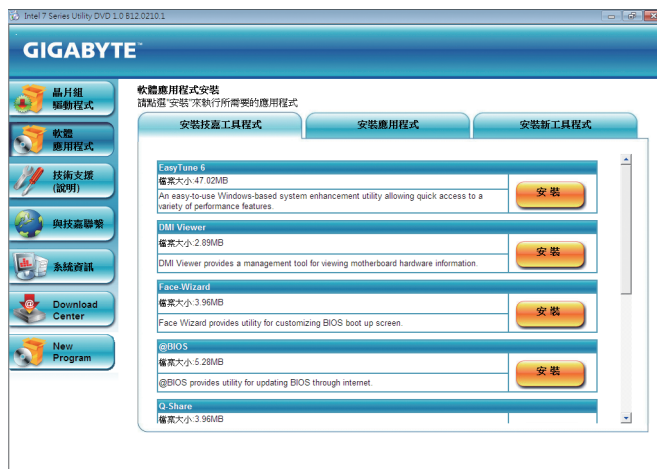 Intel 7 Series Utility DVD 1.0 B12.0210.1
GIGABYTE™
晶片組
驅動程式
軟體
應用程式
技術支援
(說明)
與技嘉聯繫
系統資訊
Download
Center
New
Program
軟體應用程式安裝
請點選"安裝"來執行所需要的應用程式
安裝技嘉工具程式
安裝應用程式
安裝新工具程式
EasyTune 6
檔案大小:47.02MB
An easy-to-use Windows-based system enhancement utility allowing quick access to a
variety of performance features.
安裝
DMI Viewer
檔案大小:2.89MB
DMI Viewer provides a management tool for viewing motherboard hardware information.
安裝
Face-Wizard
檔案大小:3.96MB
Face Wizard provides utility for customizing BIOS boot up screen.
安裝
@BIOS
檔案大小:5.28MB
@BIOS provides utility for updating BIOS through internet.
安裝
Q-Share
檔案大小:3.96MB